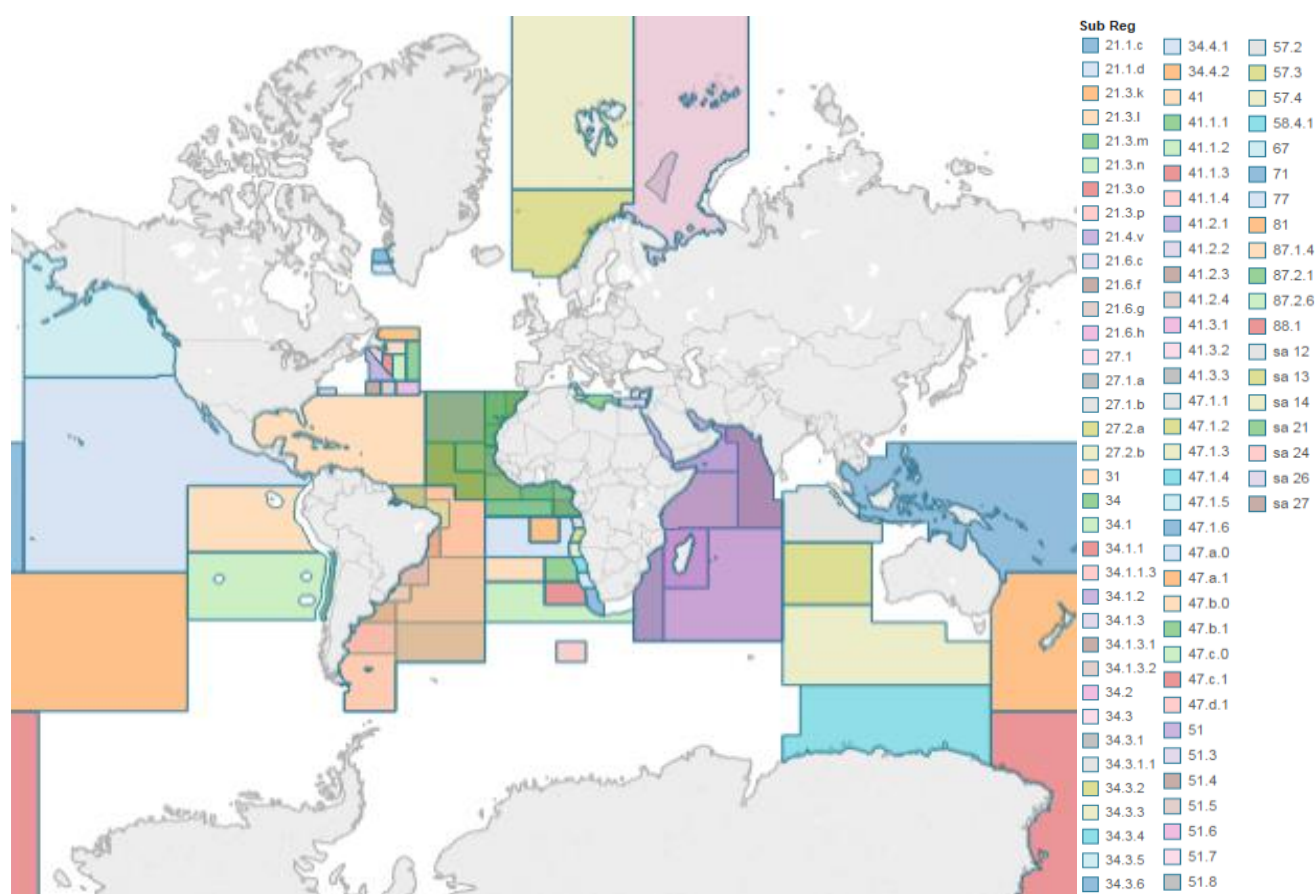 Sub Reg
21.1.c
21.1.d
21.3.k
21.3.l
21.3.m
21.3.n
21.3.o
21.3.p
21.4.v
21.6.c
21.6.f
21.6.g
21.6.h
27.1
27.1.a
27.1.b
27.2.a
27.2.b
31
34
34.1
34.1.1
34.1.1.3
34.1.2
34.1.3
34.1.3.1
34.1.3.2
34.2
34.3
34.3.1
34.3.1.1
34.3.2
34.3.3
34.3.4
34.3.5
34.3.6
34.4.1
34.4.2
41
41.1.1
41.1.2
41.1.3
41.1.4
41.2.1
41.2.2
41.2.3
41.2.4
41.3.1
41.3.2
41.3.3
47.1.1
47.1.2
47.1.3
47.1.4
47.1.5
47.1.6
47.a.0
47.a.1
47.b.0
47.b.1
47.c.0
47.c.1
47.d.1
51
51.3
51.4
51.5
51.6
51.7
51.8
57.2
57.3
57.4
58.4.1
67
71
77
81
87.1.4
87.2.1
87.2.6
88.1
sa 12
sa 13
sa 14
sa 21
sa 24
sa 26
sa 27